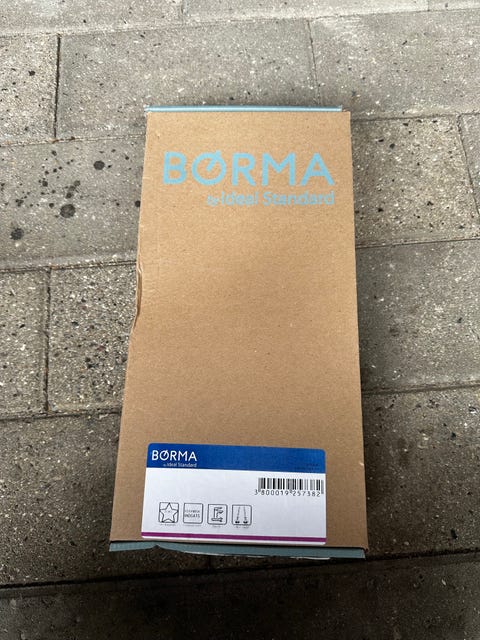 BØRMA
by Ideal Standard
BØRMA
by Ideal Standard
3 800019 257382